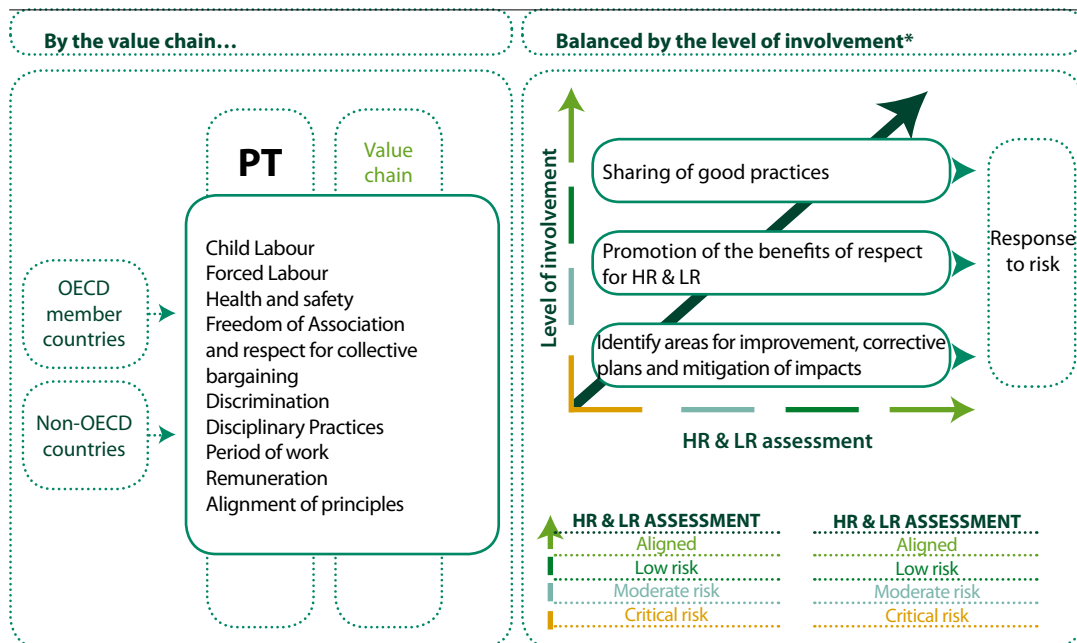 By the value chain…
PT
Value
chain
OECD
member
countries
Non-OECD
countries
Child Labour
Forced Labour
Health and safety
Freedom of Association
and respect for collective
bargaining
Discrimination
Disciplinary Practices
Period of work
Remuneration
Alignment of principles
Balanced by the level of involvement*
Level of involvement
Sharing of good practices
Promotion of the benefits of respect
for HR & LR
Identify areas for improvement, corrective
plans and mitigation of impacts
Response
to risk
HR & LR assessment
HR & LR ASSESSMENT
Aligned
Low risk
Moderate risk
Critical risk
HR & LR ASSESSMENT
Aligned
Low risk
Moderate risk
Critical risk